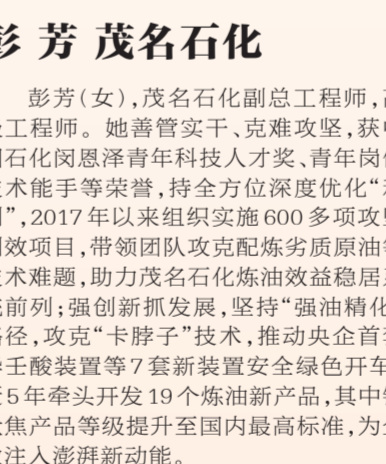 彭 芳 茂名石化
彭芳(女),茂名石化副总工程师,高
级工程师。她善管实干、克难攻坚,获中
国石化闵恩泽青年科技人才奖、青年岗位
技术能手等荣誉,持全方位深度优化“
”,2017年以来组织实施600多项攻
效项目,带领团队攻克配炼劣质原油等
技术难题,助力茂名石化炼油效益稳居
前列;强创新抓发展,坚持“强油精化”
路径,攻克“卡脖子”技术,推动央企首
壬酸装置等7套新装置安全绿色开车
5年牵头开发19个炼油新产品,其中
焦产品等级提升至国内最高标准,为企
注入澎湃新动能。